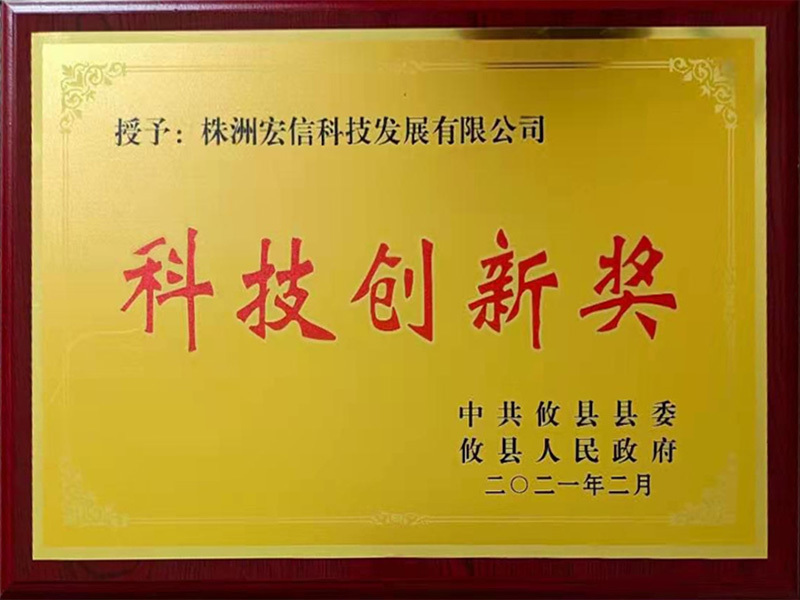 授予：株洲宏信科技发展有限公司
科技创新奖
中共攸县县委
攸县人民政府
二〇二一年二月